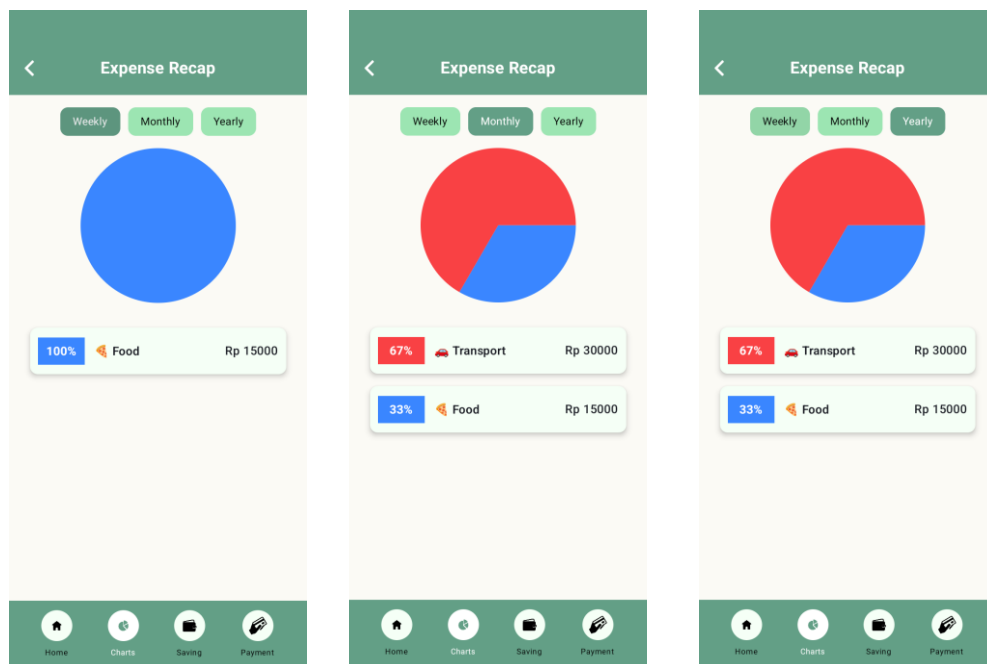 Expense Recap
Weekly Monthly Yearly
100% Food Rp 15000
Home Charts Saving Payment
Expense Recap
Weekly Monthly Yearly
67% Transport Rp 30000
33% Food Rp 15000
Home Charts Saving Payment
Expense Recap
Weekly Monthly Yearly
67% Transport Rp 30000
33% Food Rp 15000
Home Charts Saving Payment